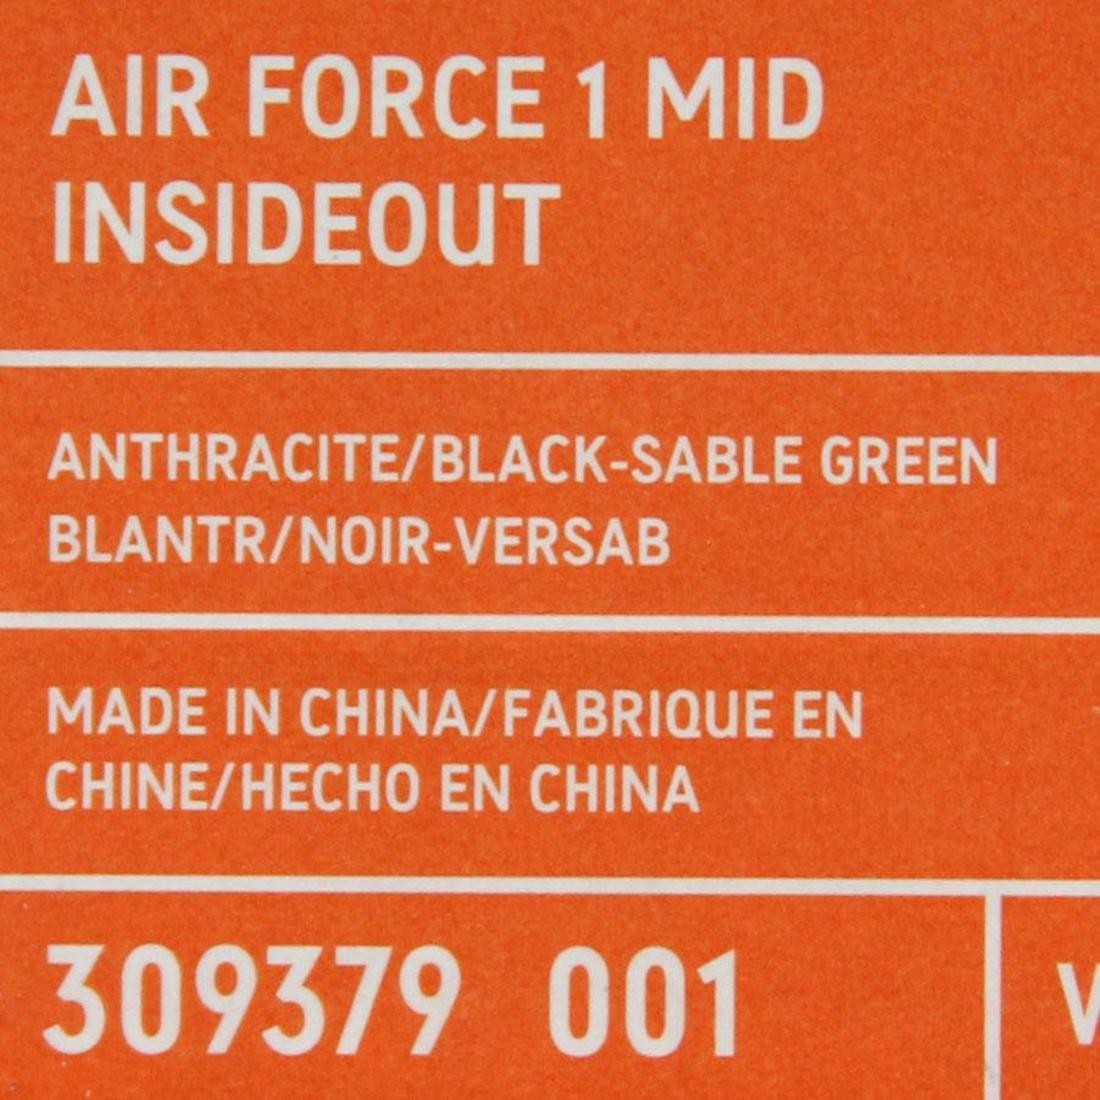 AIR FORCE 1 MID
INSIDEOUT
ANTHRACITE/BLACK-SABLE GREEN
BLANTR/NOIR-VERSAB
MADE IN CHINA/FABRIQUE EN
CHINE/HECHO EN CHINA
309379 001